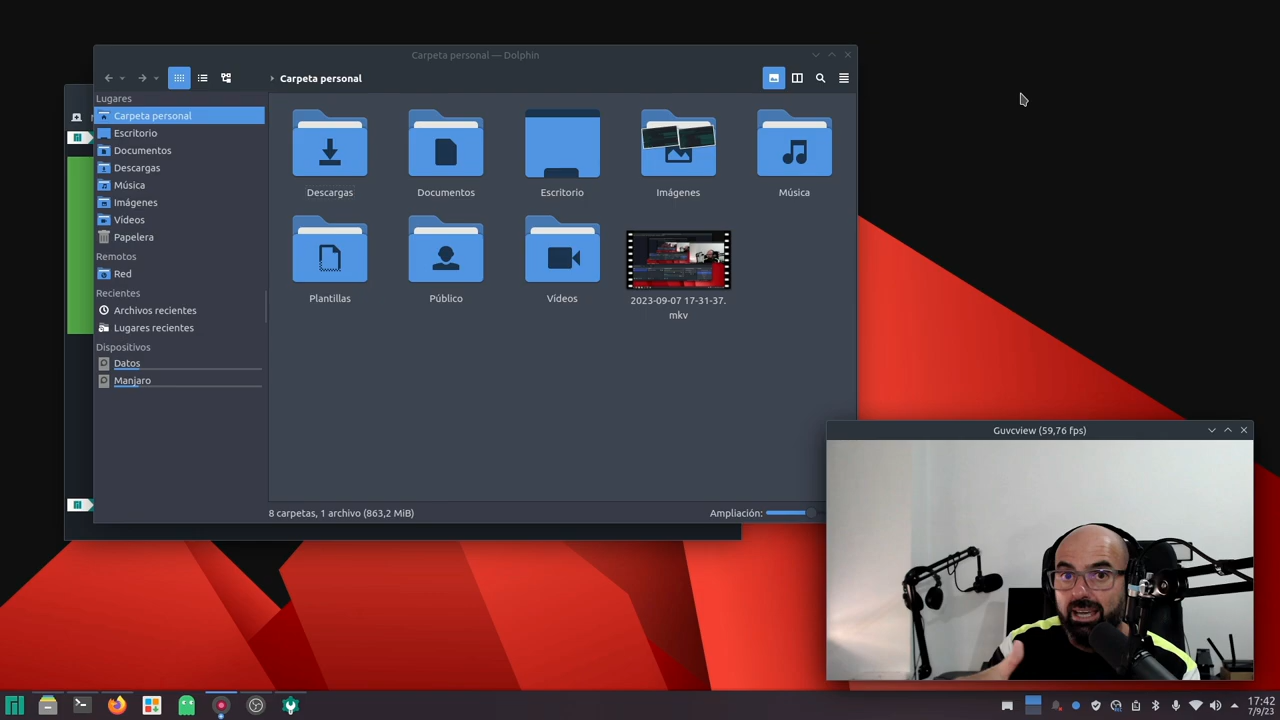 Carpeta personal — Dolphin
Carpeta personal
Lugares
Carpeta personal
Escritorio
Documentos
Descargas
Música
Imágenes
Vídeos
Papelera
Remotos
Red
Recientes
Archivos recientes
Lugares recientes
Dispositivos
Datos
Manjaro
Descargas
Documentos
Escritorio
Imágenes
Música
Plantillas
Público
Vídeos
2023-09-07 17-31-37.
mkv
8 carpetas, 1 archivo (863,2 MiB)
Ampliación:
Guvcview (59,76 fps)
17:42
7/9/23